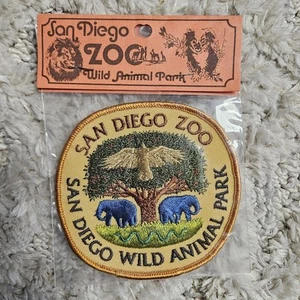 San Diego
ZOO
Wild Animal Park
SAN DIEGO ZOO
SAN DIEGO WILD ANIMAL PARK